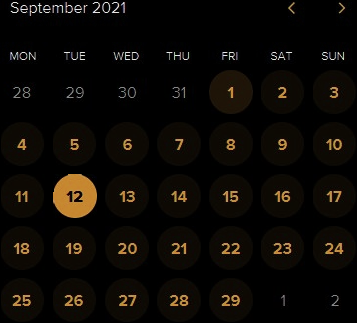 September 2021
MON TUE WED THU FRI SAT SUN
28 29 30 31 1 2 3
4 5 6 7 8 9 10
11 12 13 14 15 16 17
18 19 20 21 22 23 24
25 26 27 28 29 1 2